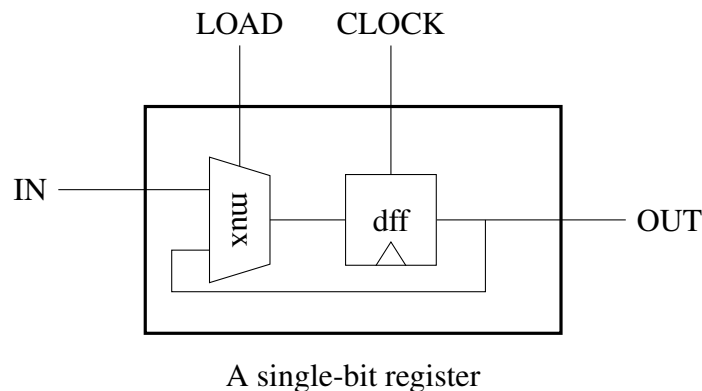 LOAD CLOCK
IN
mux
dff
OUT
A single-bit register